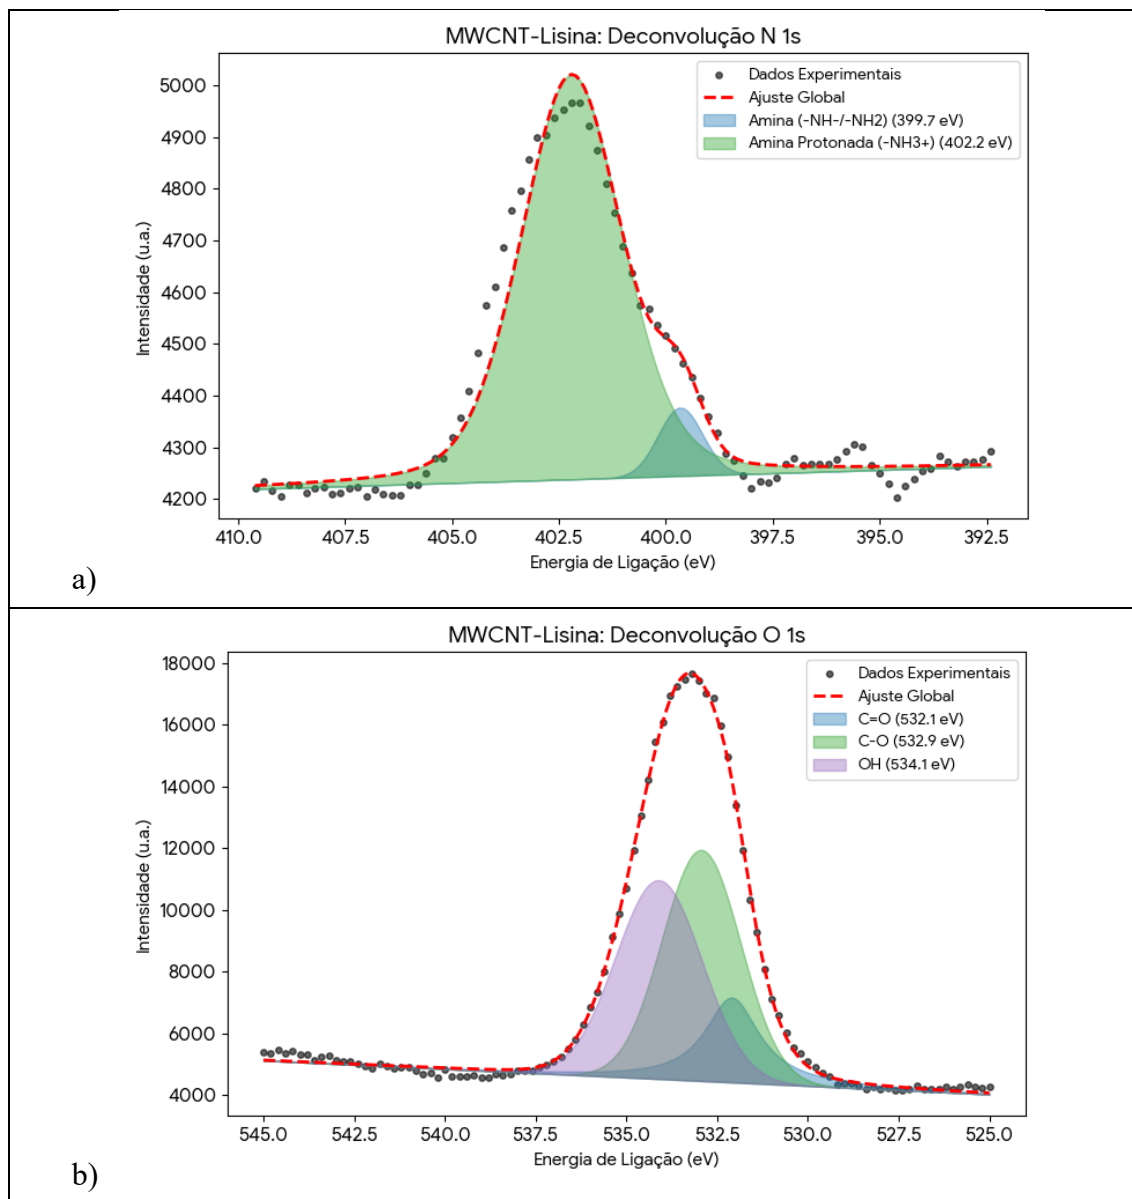 MWCNT-Lisina: Deconvolução N 1s
Dados Experimentais
Ajuste Global
Amina (-NH-/-NH2) (399.7 eV)
Amina Protonada (-NH3+) (402.2 eV)
5000
4900
4800
4700
4600
4500
4400
4300
4200
Intensidade (u.a.)
410.0 407.5 405.0 402.5 400.0 397.5 395.0 392.5
Energia de Ligação (eV)
a)
MWCNT-Lisina: Deconvolução O 1s
Dados Experimentais
Ajuste Global
C=O (532.1 eV)
C-O (532.9 eV)
OH (534.1 eV)
18000
16000
14000
12000
10000
8000
6000
4000
Intensidade (u.a.)
545.0 542.5 540.0 537.5 535.0 532.5 530.0 527.5 525.0
Energia de Ligação (eV)
b)